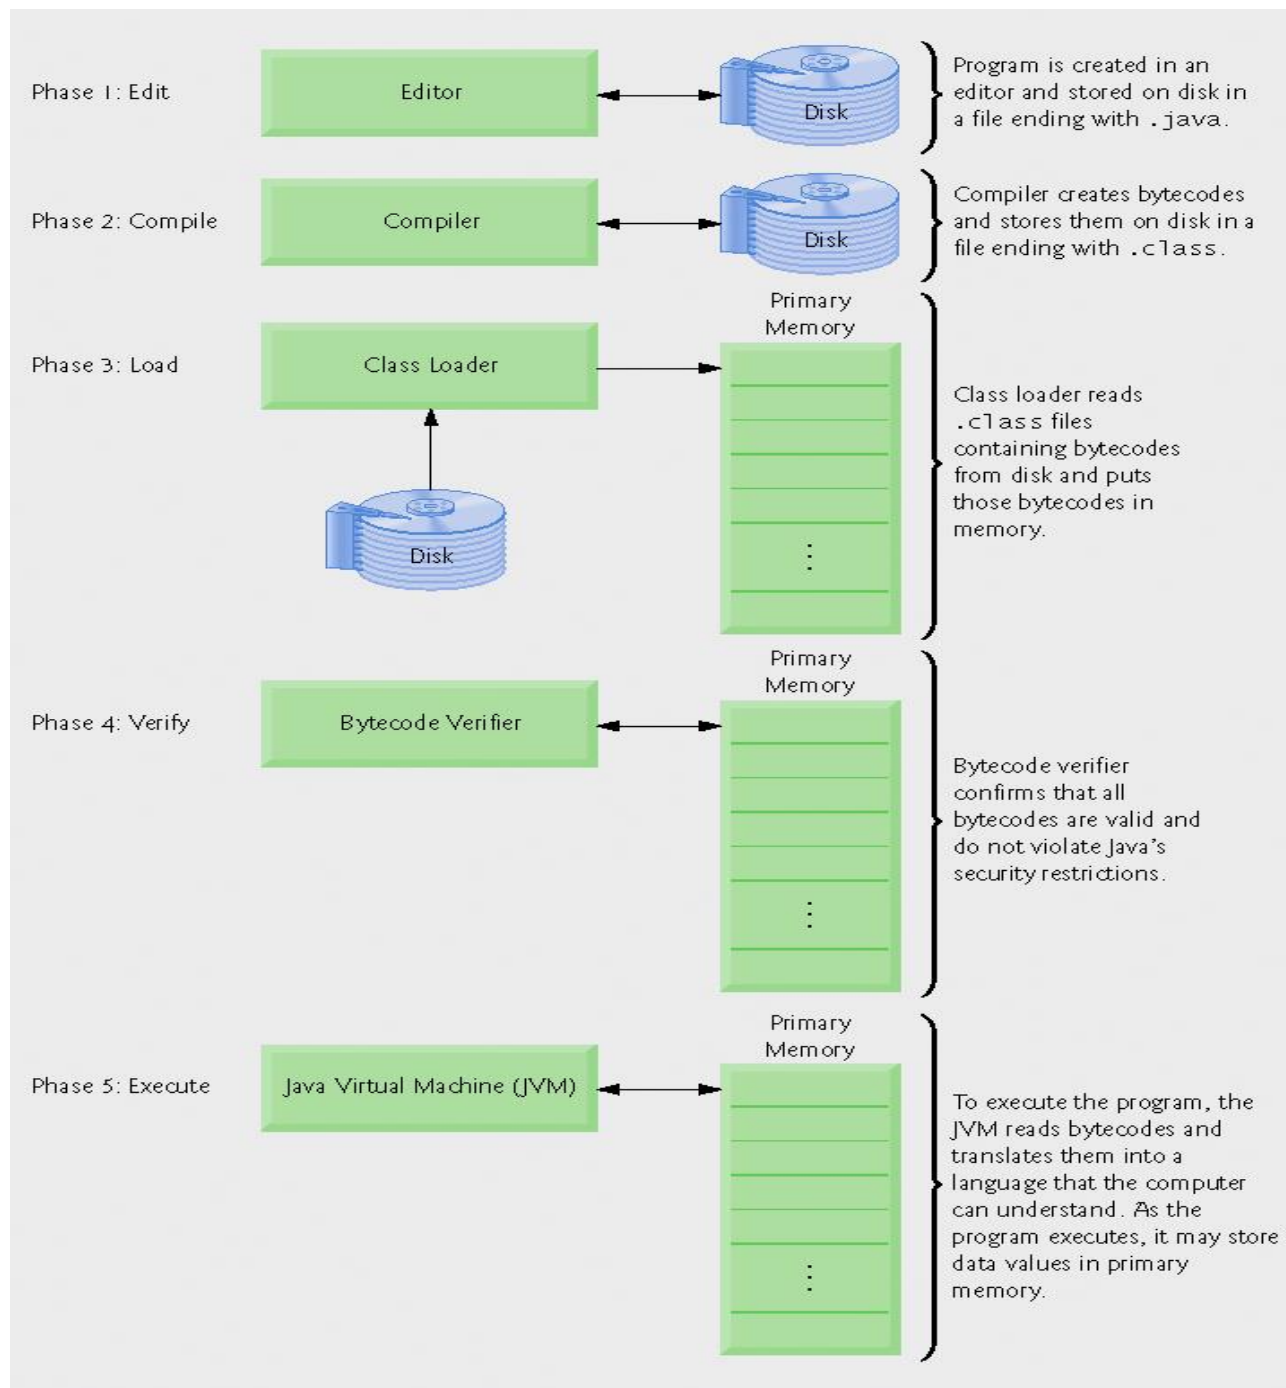 Phase 1: Edit
Editor
Disk
Program is created in an
editor and stored on disk in
a file ending with .java.
Phase 2: Compile
Compiler
Disk
Compiler creates bytecodes
and stores them on disk in a
file ending with .class.
Phase 3: Load
Class Loader
Disk
Primary
Memory
Class loader reads
.class files
containing bytecodes
from disk and puts
those bytecodes in
memory.
Phase 4: Verify
Bytecode Verifier
Primary
Memory
Bytecode verifier
confirms that all
bytecodes are valid and
do not violate Java's
security restrictions.
Phase 5: Execute
Java Virtual Machine (JVM)
Primary
Memory
To execute the program, the
JVM reads bytecodes and
translates them into a
language that the computer
can understand. As the
program executes, it may store
data values in primary
memory.